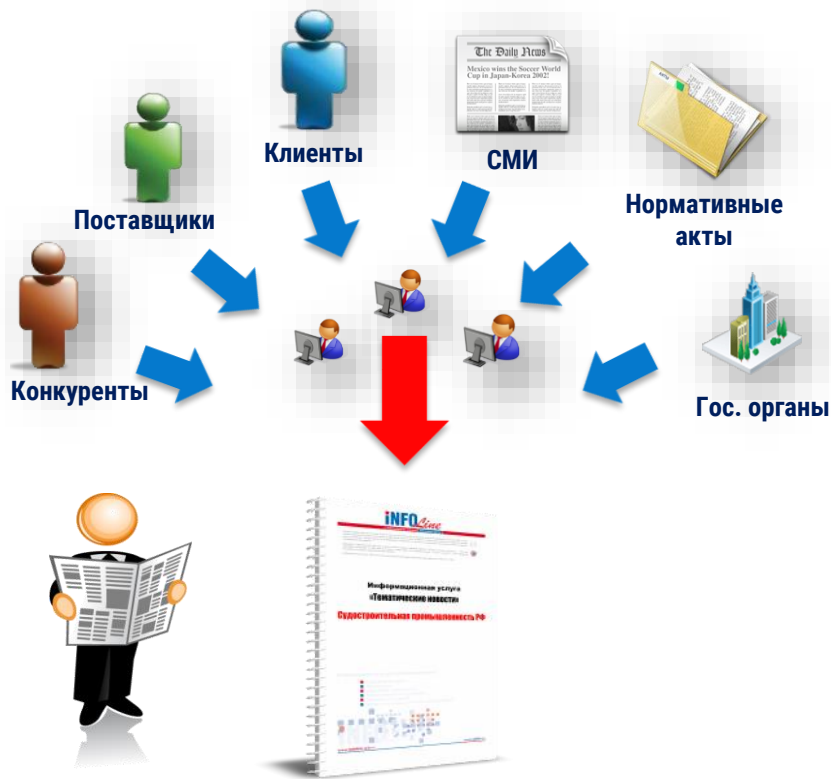 The Daily News
Mexico wins the Soccer World
Cup in Japan-Korea 2002!
Клиенты
СМИ
Поставщики
Нормативные
акты
Конкуренты
Гос. органы
iNFOLine
Информационная услуга
«Тематические новости»
Судостроительная промышленность РФ